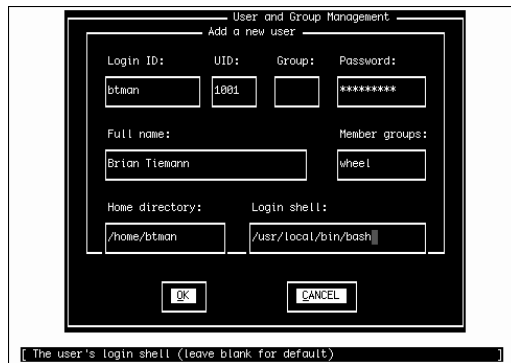 User and Group Management
Add a new user
Login ID: UID: Group: Password:
btman 1001 *********
Full name: Member groups:
Brian Tiemann wheel
Home directory: Login shell:
/home/btman /usr/local/bin/bash
OK CANCEL
[ The user's login shell (leave blank for default) ]